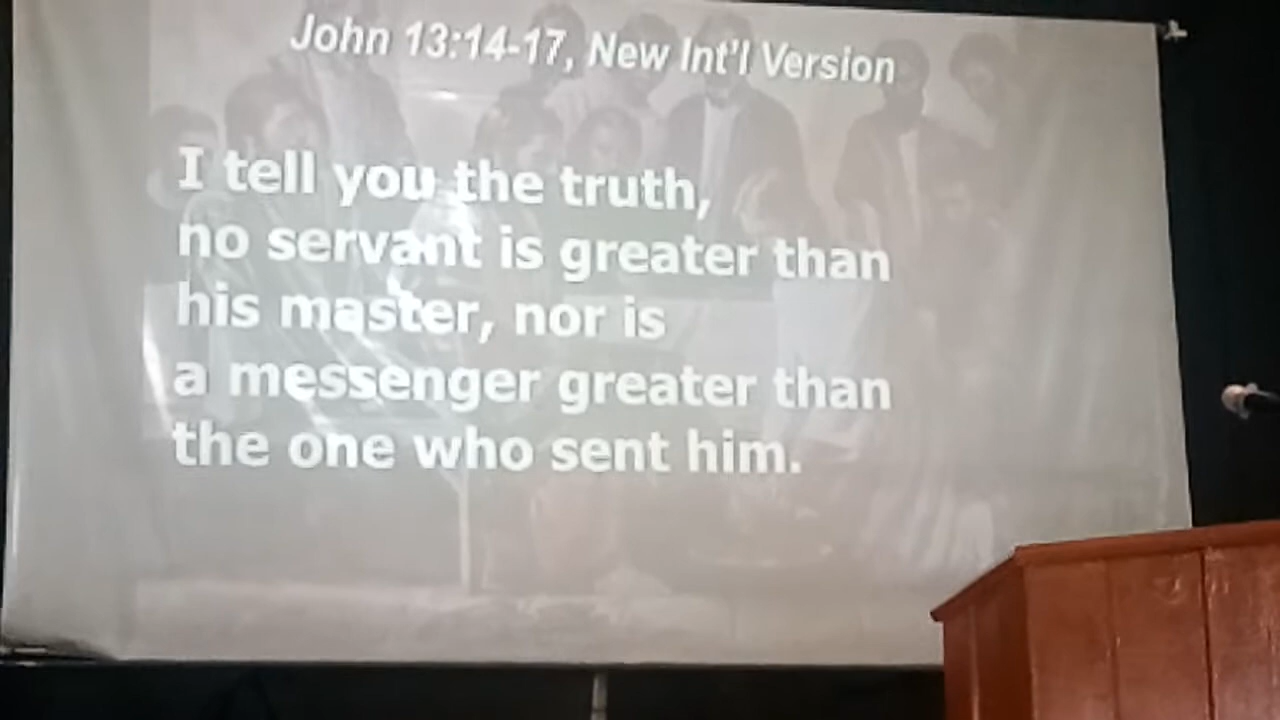 John 13:14-17, New Int'l Version
I tell you the truth,
no servant is greater than
his master, nor is
a messenger greater than
the one who sent him.